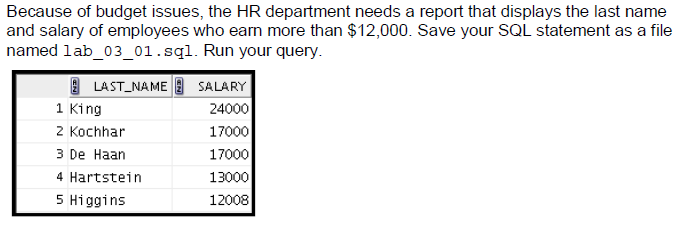 Because of budget issues, the HR department needs a report that displays the last name
and salary of employees who earn more than $12,000. Save your SQL statement as a file
named lab_03_01.sql. Run your query.
LAST_NAME SALARY
1 King 24000
2 Kochhar 17000
3 De Haan 17000
4 Hartstein 13000
5 Higgins 12008